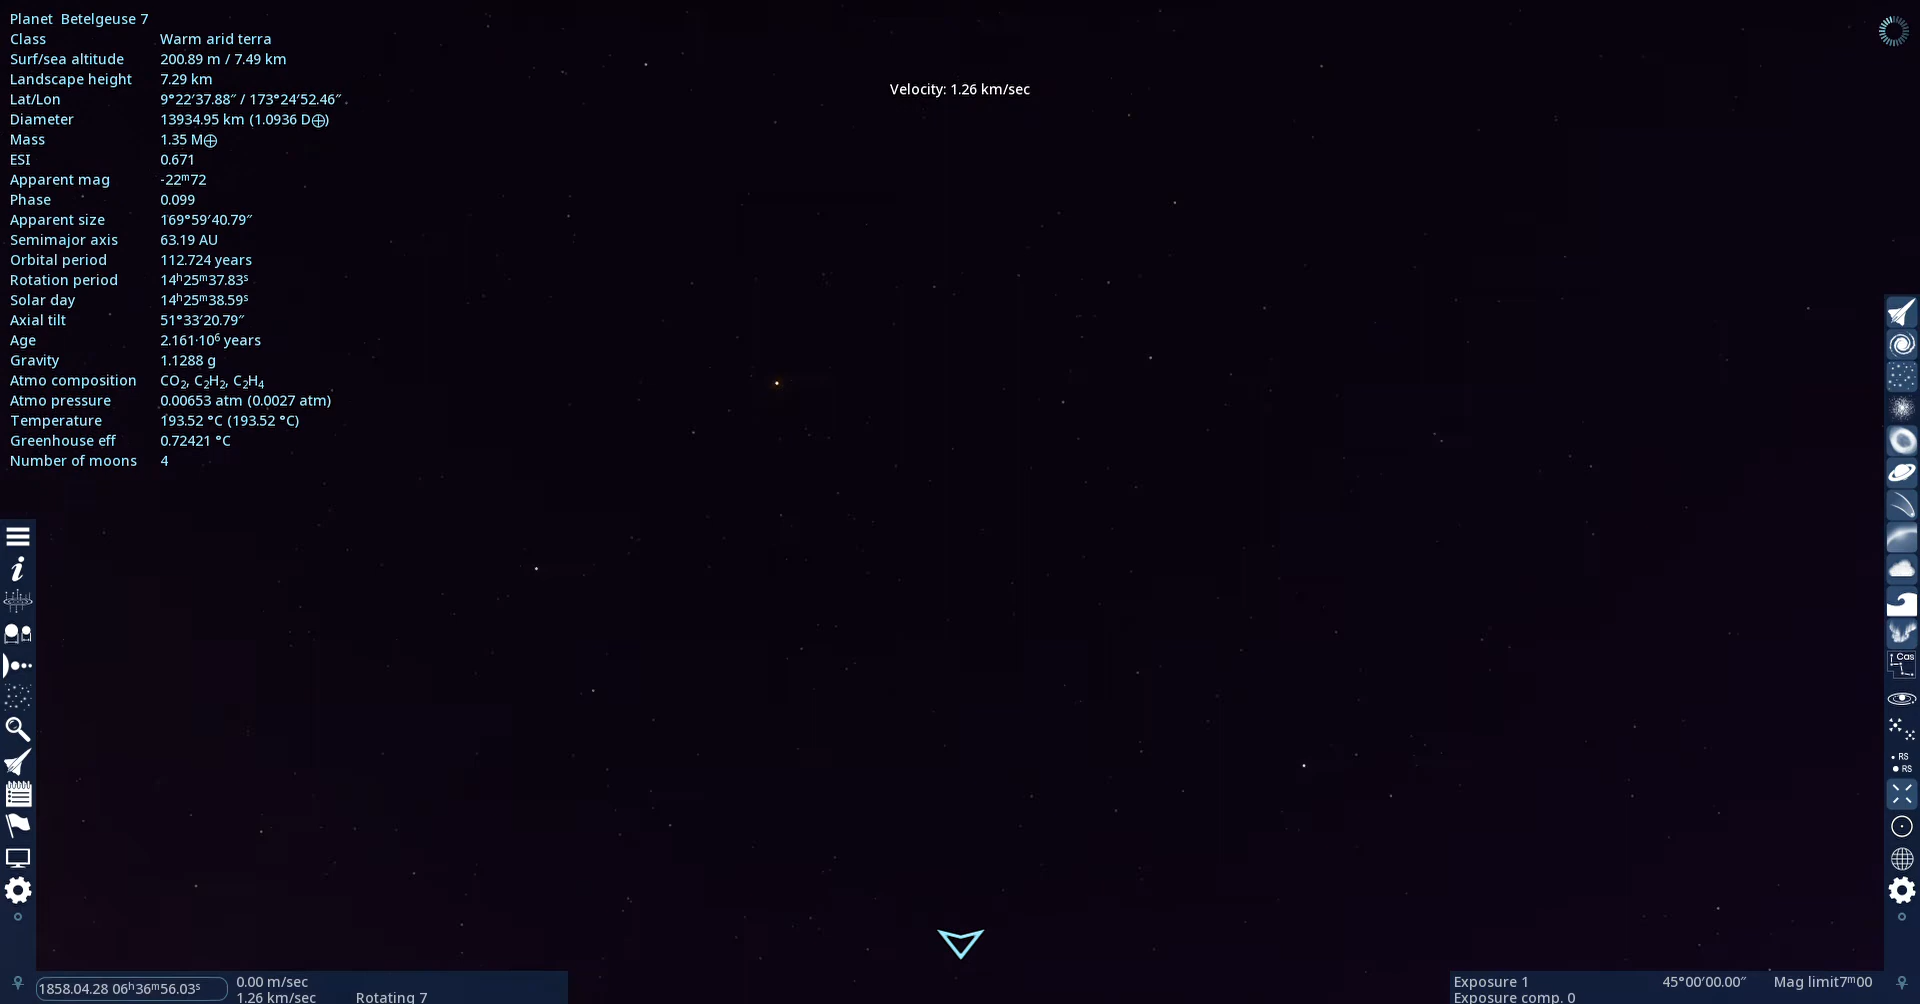 Planet Betelgeuse 7
Class Warm arid terra
Surf/sea altitude 200.89 m / 7.49 km
Landscape height 7.29 km
Lat/Lon 9°22′37.88″ / 173°24′52.46″
Diameter 13934.95 km (1.0936 D⊕)
Mass 1.35 M⊕
ESI 0.671
Apparent mag -22ᵐ72
Phase 0.099
Apparent size 169°59′40.79″
Semimajor axis 63.19 AU
Orbital period 112.724 years
Rotation period 14ʰ25ᵐ37.83ˢ
Solar day 14ʰ25ᵐ38.59ˢ
Axial tilt 51°33′20.79″
Age 2.161·10⁶ years
Gravity 1.1288 g
Atmo composition CO₂, C₂H₂, C₂H₄
Atmo pressure 0.00653 atm (0.0027 atm)
Temperature 193.52 °C (193.52 °C)
Greenhouse eff 0.72421 °C
Number of moons 4
Velocity: 1.26 km/sec
Cas
RS
RS
1858.04.28 06ʰ36ᵐ56.03ˢ
0.00 m/sec
1.26 km/sec Rotating 7
Exposure 1 45°00′00.00″ Mag limit7ᵐ00
Exposure comp. 0